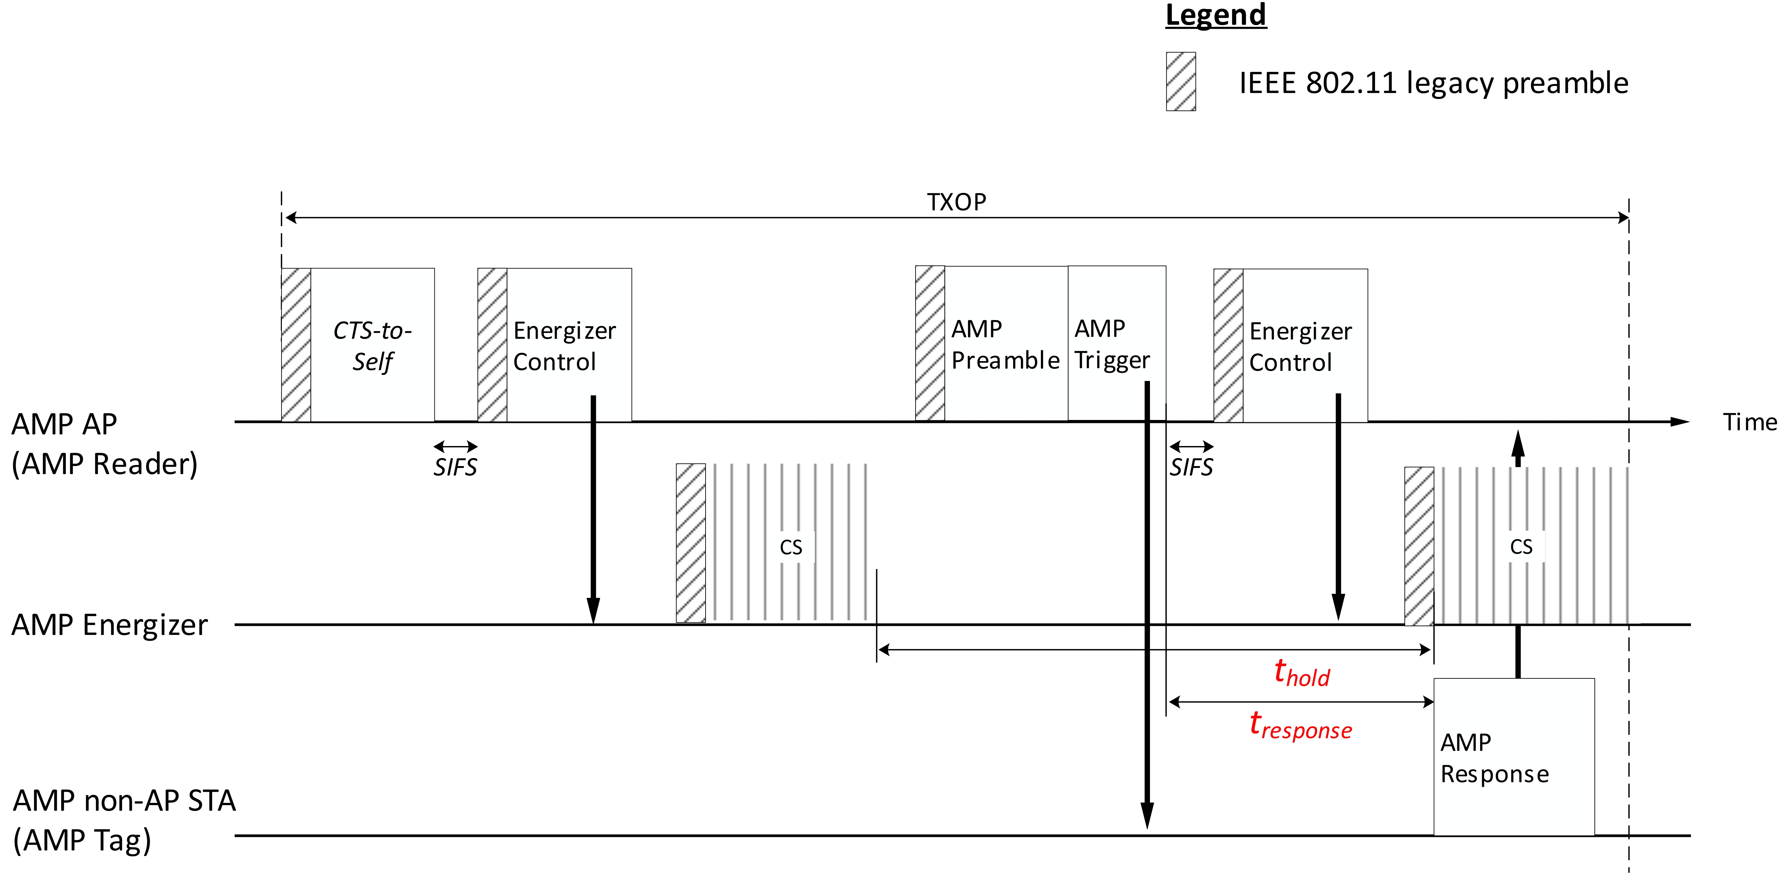 Legend
IEEE 802.11 legacy preamble
TXOP
CTS-to-
Self
Energizer
Control
AMP
Preamble
AMP
Trigger
Energizer
Control
AMP AP
(AMP Reader)
Time
SIFS
SIFS
CS
CS
AMP Energizer
thold
tresponse
AMP
Response
AMP non-AP STA
(AMP Tag)